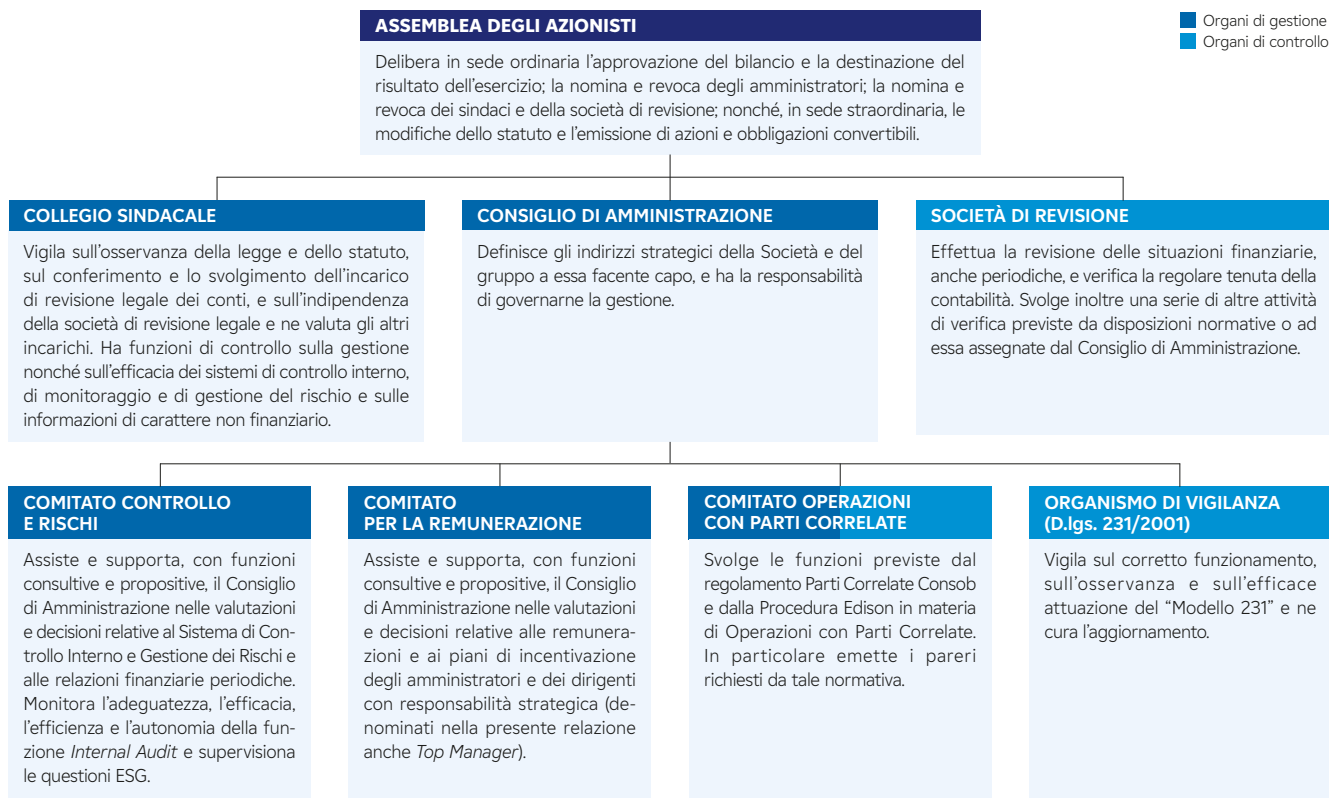 ASSEMBLEA DEGLI AZIONISTI
Delibera in sede ordinaria l'approvazione del bilancio e la destinazione del
risultato dell'esercizio; la nomina e revoca degli amministratori; la nomina e
revoca dei sindaci e della società di revisione; nonché, in sede straordinaria, le
modifiche dello statuto e l'emissione di azioni e obbligazioni convertibili.
Organi di gestione
Organi di controllo
COLLEGIO SINDACALE
Vigila sull'osservanza della legge e dello statuto,
sul conferimento e lo svolgimento dell'incarico
di revisione legale dei conti, e sull'indipendenza
della società di revisione legale e ne valuta gli altri
incarichi. Ha funzioni di controllo sulla gestione
nonché sull'efficacia dei sistemi di controllo interno,
di monitoraggio e di gestione del rischio e sulle
informazioni di carattere non finanziario.
CONSIGLIO DI AMMINISTRAZIONE
Definisce gli indirizzi strategici della Società e del
gruppo a essa facente capo, e ha la responsabilità
di governarne la gestione.
SOCIETÀ DI REVISIONE
Effettua la revisione delle situazioni finanziarie,
anche periodiche, e verifica la regolare tenuta della
contabilità. Svolge inoltre una serie di altre attività
di verifica previste da disposizioni normative o ad
essa assegnate dal Consiglio di Amministrazione.
COMITATO CONTROLLO
E RISCHI
Assiste e supporta, con funzioni
consultive e propositive, il Consiglio
di Amministrazione nelle valutazioni
e decisioni relative al Sistema di Con-
trollo Interno e Gestione dei Rischi e
alle relazioni finanziarie periodiche.
Monitora l'adeguatezza, l'efficacia,
l'efficienza e l'autonomia della fun-
zione Internal Audit e supervisiona
le questioni ESG.
COMITATO
PER LA REMUNERAZIONE
Assiste e supporta, con funzioni
consultive e propositive, il Consiglio
di Amministrazione nelle valutazioni
e decisioni relative alle remunera-
zioni e ai piani di incentivazione
degli amministratori e dei dirigenti
con responsabilità strategica (de-
nominati nella presente relazione
anche Top Manager).
COMITATO OPERAZIONI
CON PARTI CORRELATE
Svolge le funzioni previste dal
regolamento Parti Correlate Consob
e dalla Procedura Edison in materia
di Operazioni con Parti Correlate.
In particolare emette i pareri
richiesti da tale normativa.
ORGANISMO DI VIGILANZA
(D.lgs. 231/2001)
Vigila sul corretto funzionamento,
sull'osservanza e sull'efficace
attuazione del "Modello 231" e ne
cura l'aggiornamento.